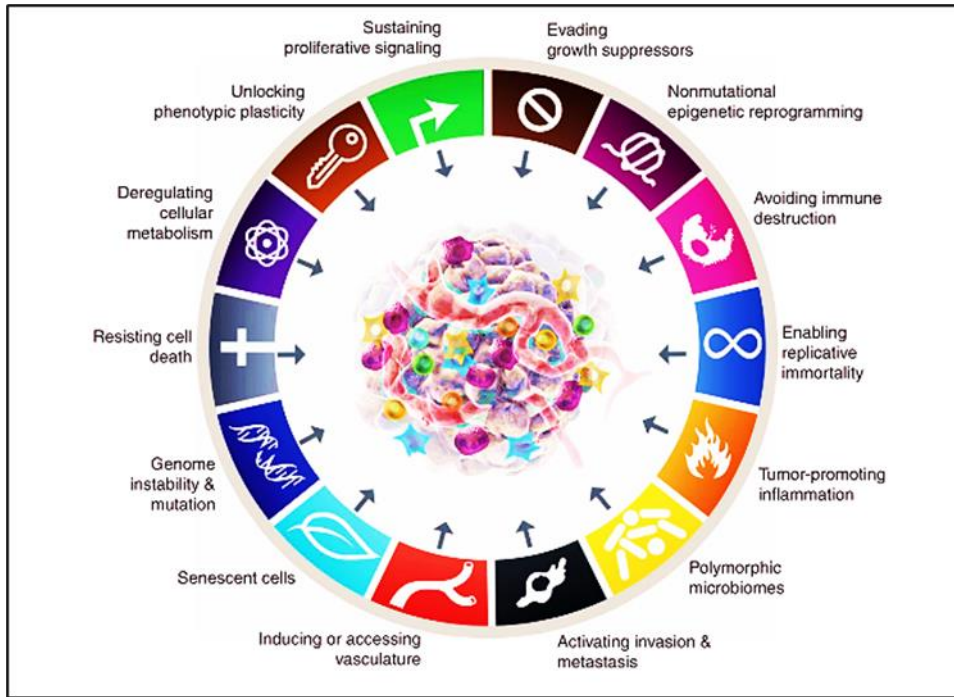 Sustaining
proliferative signaling
Evading
growth suppressors
Nonmutational
epigenetic reprogramming
Avoiding immune
destruction
Enabling
replicative
immortality
Tumor-promoting
inflammation
Polymorphic
microbiomes
Activating invasion &
metastasis
Inducing or accessing
vasculature
Senescent cells
Genome
instability &
mutation
Resisting cell
death
Deregulating
cellular
metabolism
Unlocking
phenotypic plasticity